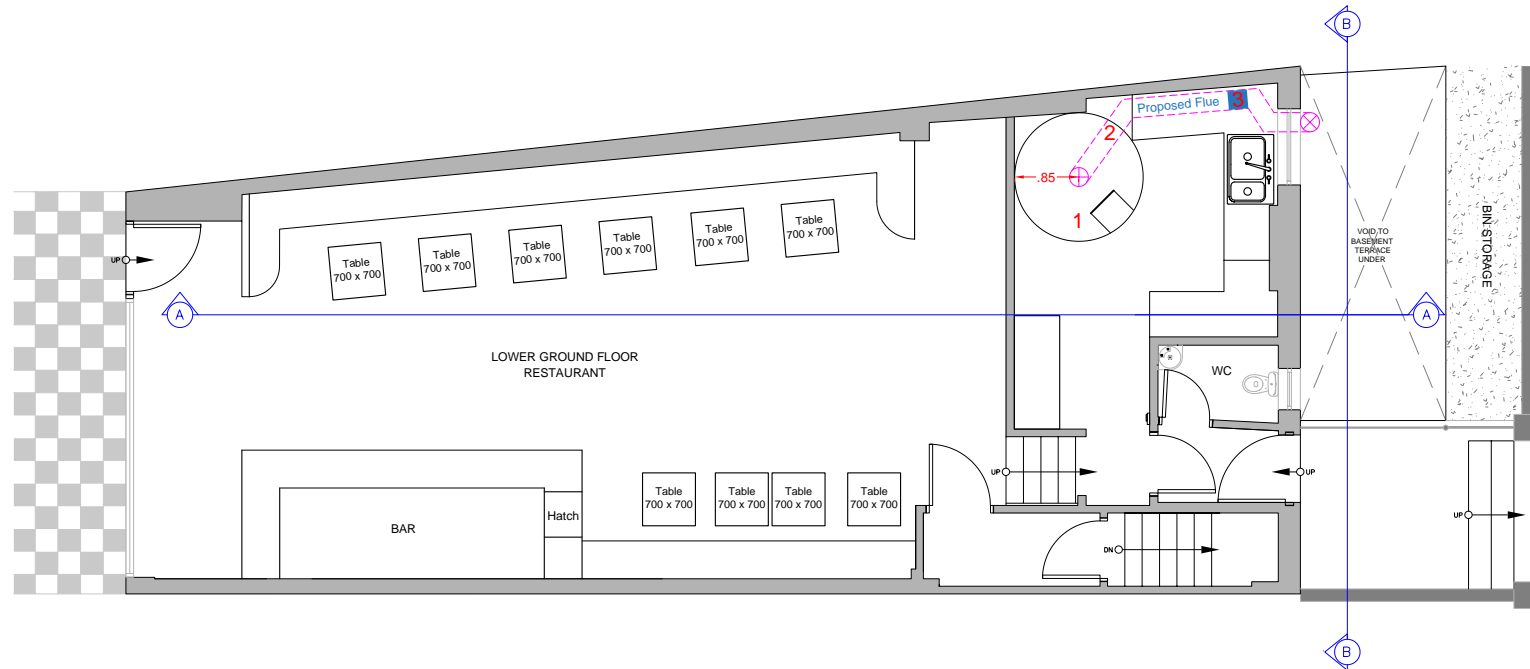 B
Proposed Flue 3
2
.85
1
Table
700 x 700
Table
700 x 700
Table
700 x 700
Table
700 x 700
Table
700 x 700
Table
700 x 700
UP
VOID TO
BASEMENT
TERRACE
UNDER
BIN STORAGE
A
A
LOWER GROUND FLOOR
RESTAURANT
WC
UP
UP
Table
700 x 700
Table
700 x 700
Table
700 x 700
Table
700 x 700
BAR
Hatch
UP
DN
B